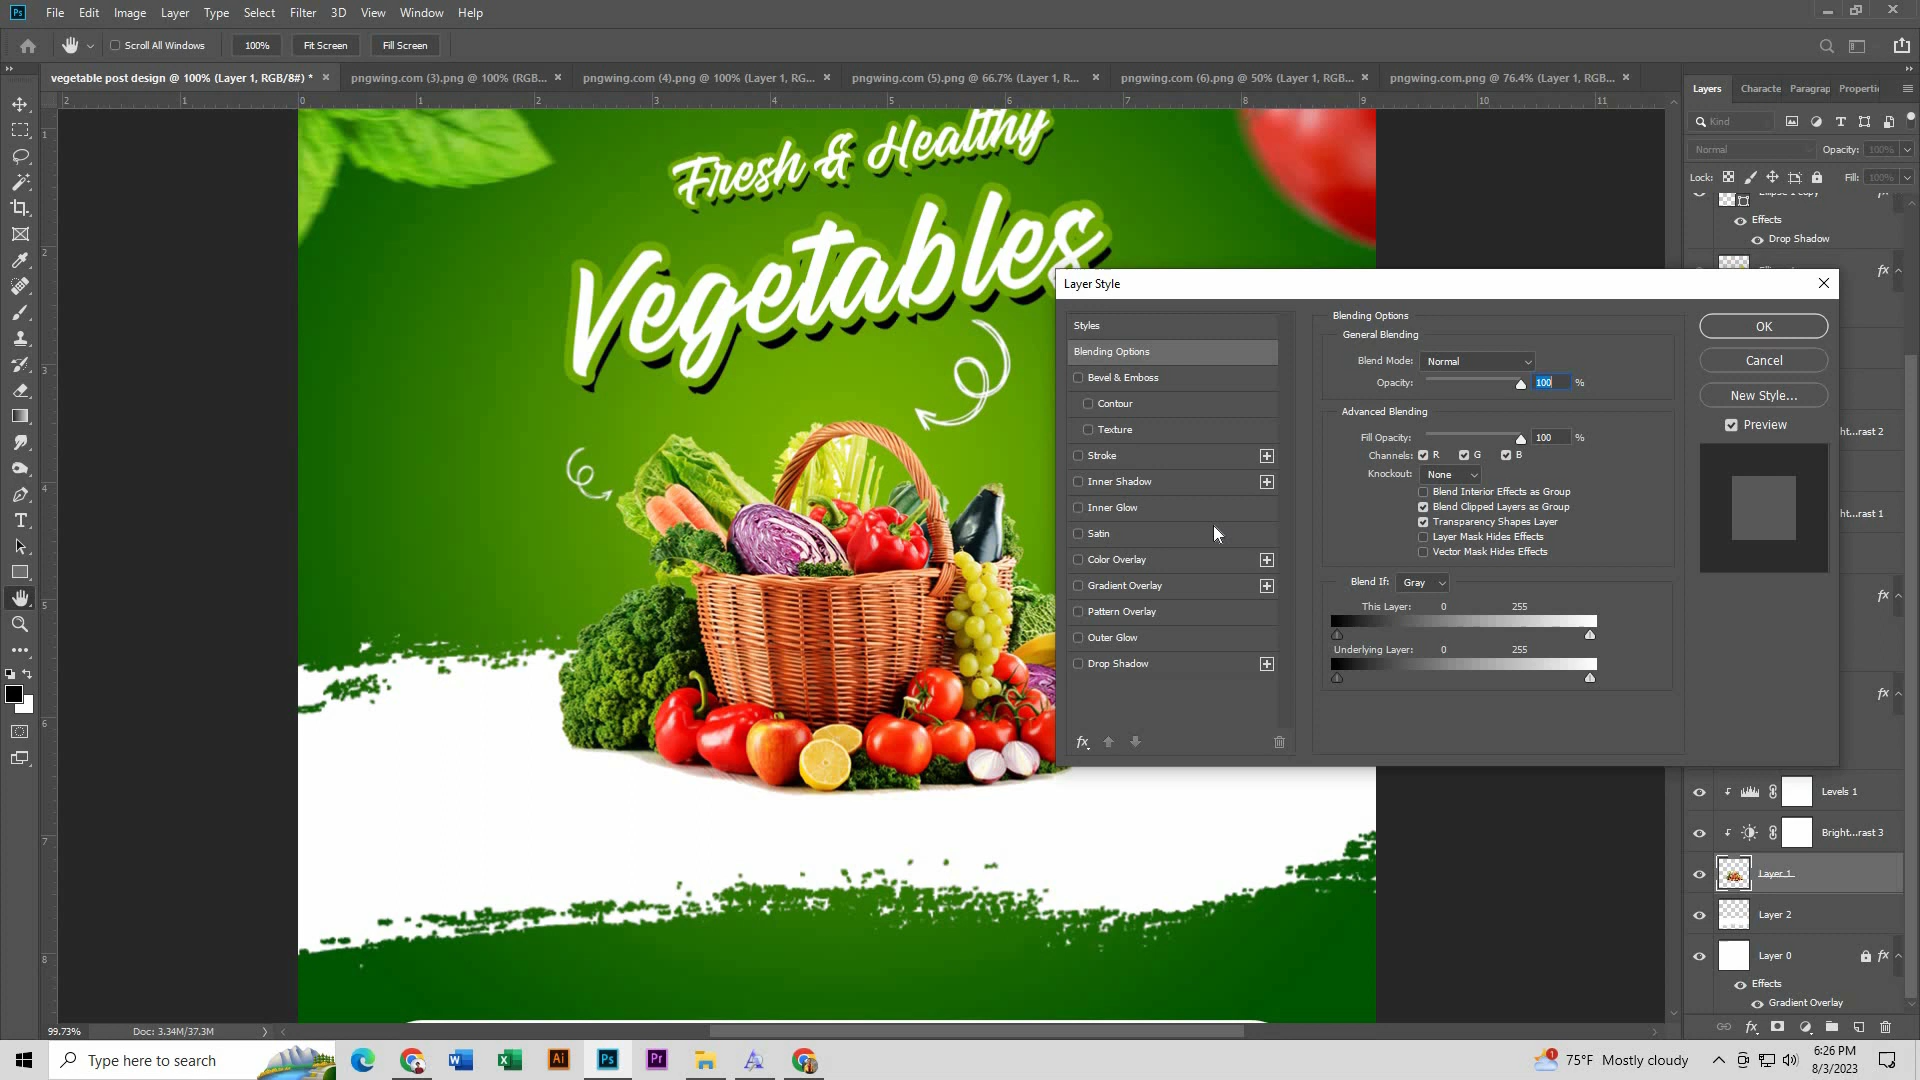 File Edit Image Layer Type Select Filter 3D View Window Help
Scroll All Windows 100% Fit Screen Fill Screen
vegetable post design @ 100% (Layer 1, RGB/8#) *
pngwing.com (3).png @ 100% (RGB...
pngwing.com (4).png @ 100% (Layer 1, RG...
pngwing.com (5).png @ 66.7% (Layer 1, R...
pngwing.com (6).png @ 50% (Layer 1, RGB...
pngwing.com.png @ 76.4% (Layer 1, RGB...
Layers Characte Paragrap Properti
Kind
Normal Opacity: 100%
Lock: Fill: 100%
Effects
Drop Shadow
Fresh & Healthy
Vegetables
Layer Style
Styles
Blending Options
Bevel & Emboss
Contour
Texture
Stroke
Inner Shadow
Inner Glow
Satin
Color Overlay
Gradient Overlay
Pattern Overlay
Outer Glow
Drop Shadow
Blending Options
General Blending
Blend Mode: Normal
Opacity: 100 %
Advanced Blending
Fill Opacity: 100 %
Channels: R G B
Knockout: None
Blend Interior Effects as Group
Blend Clipped Layers as Group
Transparency Shapes Layer
Layer Mask Hides Effects
Vector Mask Hides Effects
Blend If: Gray
This Layer: 0 255
Underlying Layer: 0 255
OK
Cancel
New Style...
Preview
ht...rast 2
ht...rast 1
Levels 1
Bright...rast 3
Layer 1
Layer 2
Layer 0
Effects
Gradient Overlay
99.73% Doc: 3.34M/37.3M
Type here to search
75°F Mostly cloudy
6:26 PM
8/3/2023